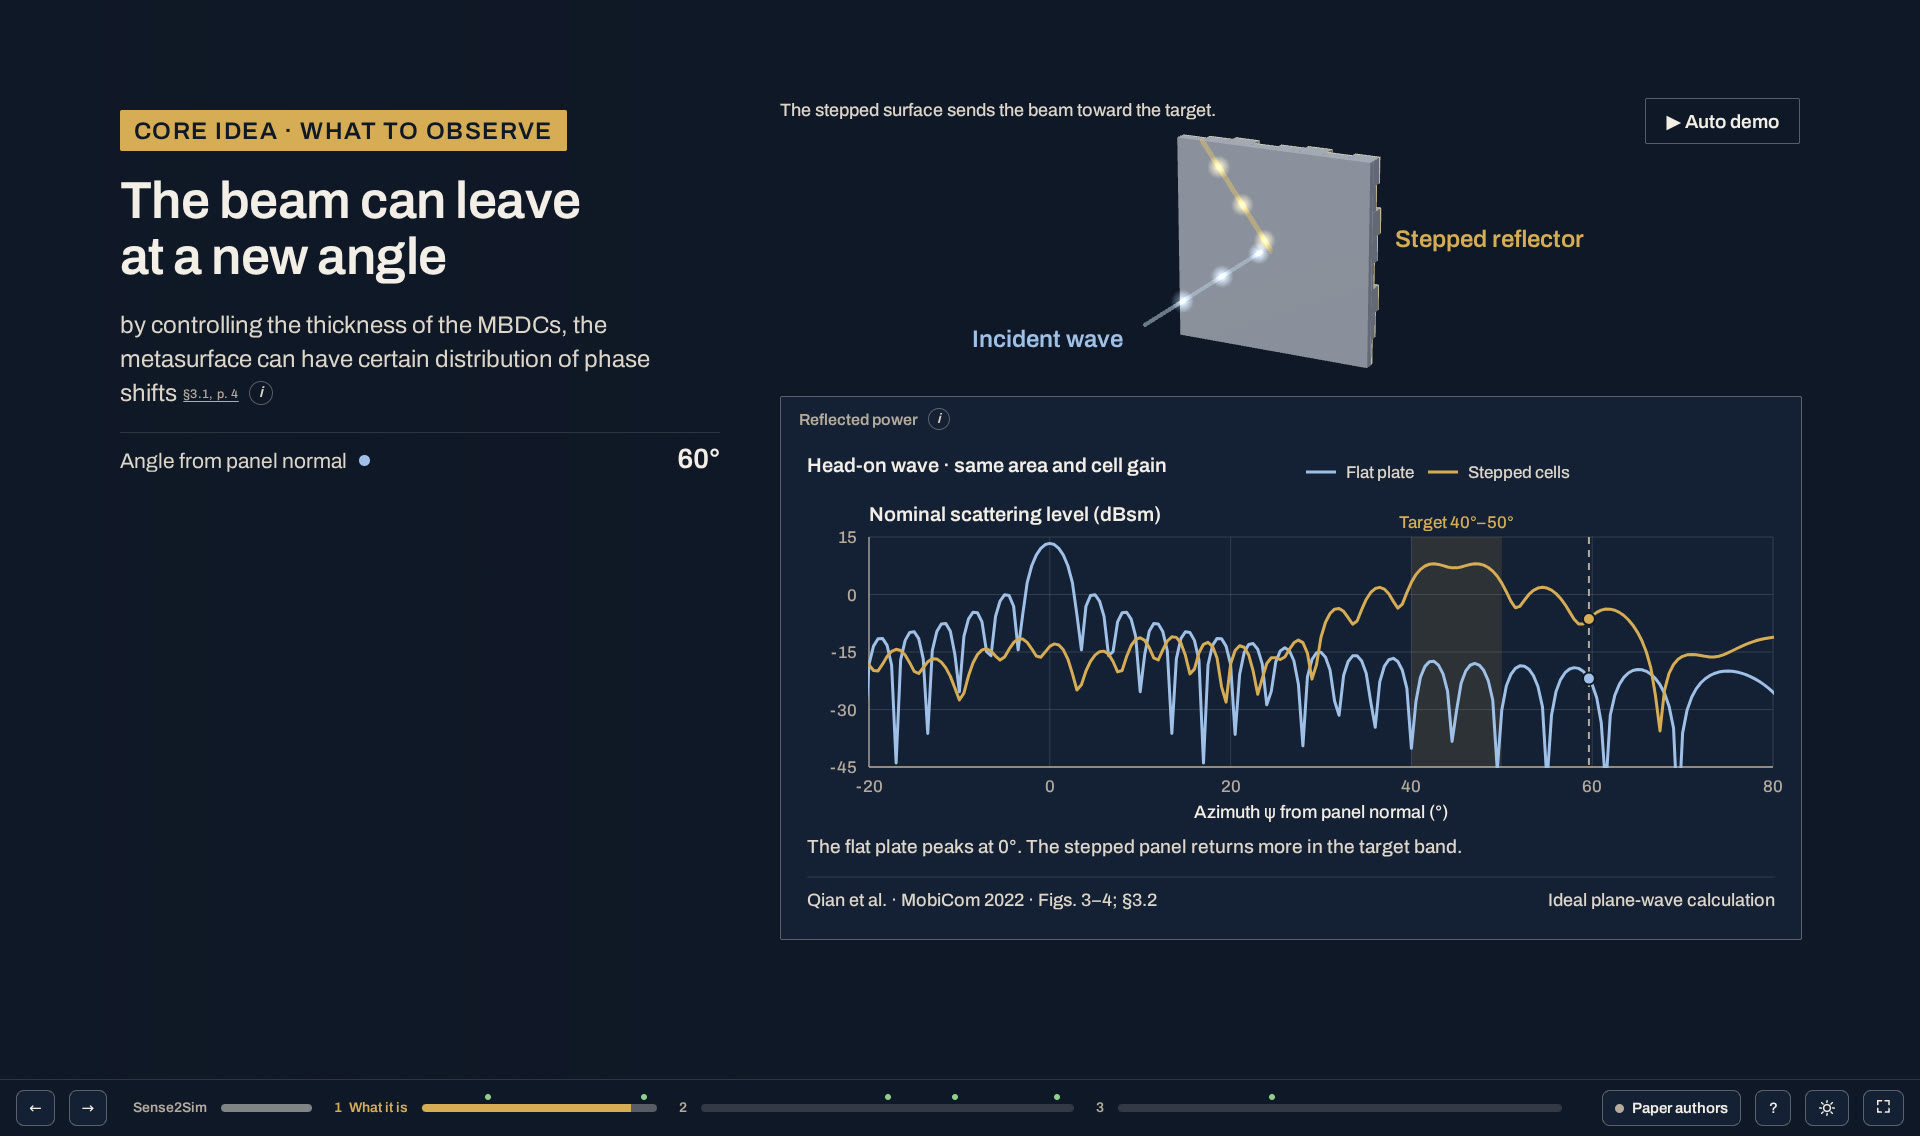 CORE IDEA · WHAT TO OBSERVE
The beam can leave
at a new angle
by controlling the thickness of the MBDCs, the
metasurface can have certain distribution of phase
shifts §3.1, p. 4 i
Angle from panel normal 60°
The stepped surface sends the beam toward the target.
▶ Auto demo
Stepped reflector
Incident wave
Reflected power i
Head-on wave · same area and cell gain
Flat plate Stepped cells
Nominal scattering level (dBsm)
Target 40°–50°
15
0
-15
-30
-45
-20 0 20 40 60 80
Azimuth ψ from panel normal (°)
The flat plate peaks at 0°. The stepped panel returns more in the target band.
Qian et al. · MobiCom 2022 · Figs. 3–4; §3.2
Ideal plane-wave calculation
← → Sense2Sim 1 What it is 2 3 Paper authors ?